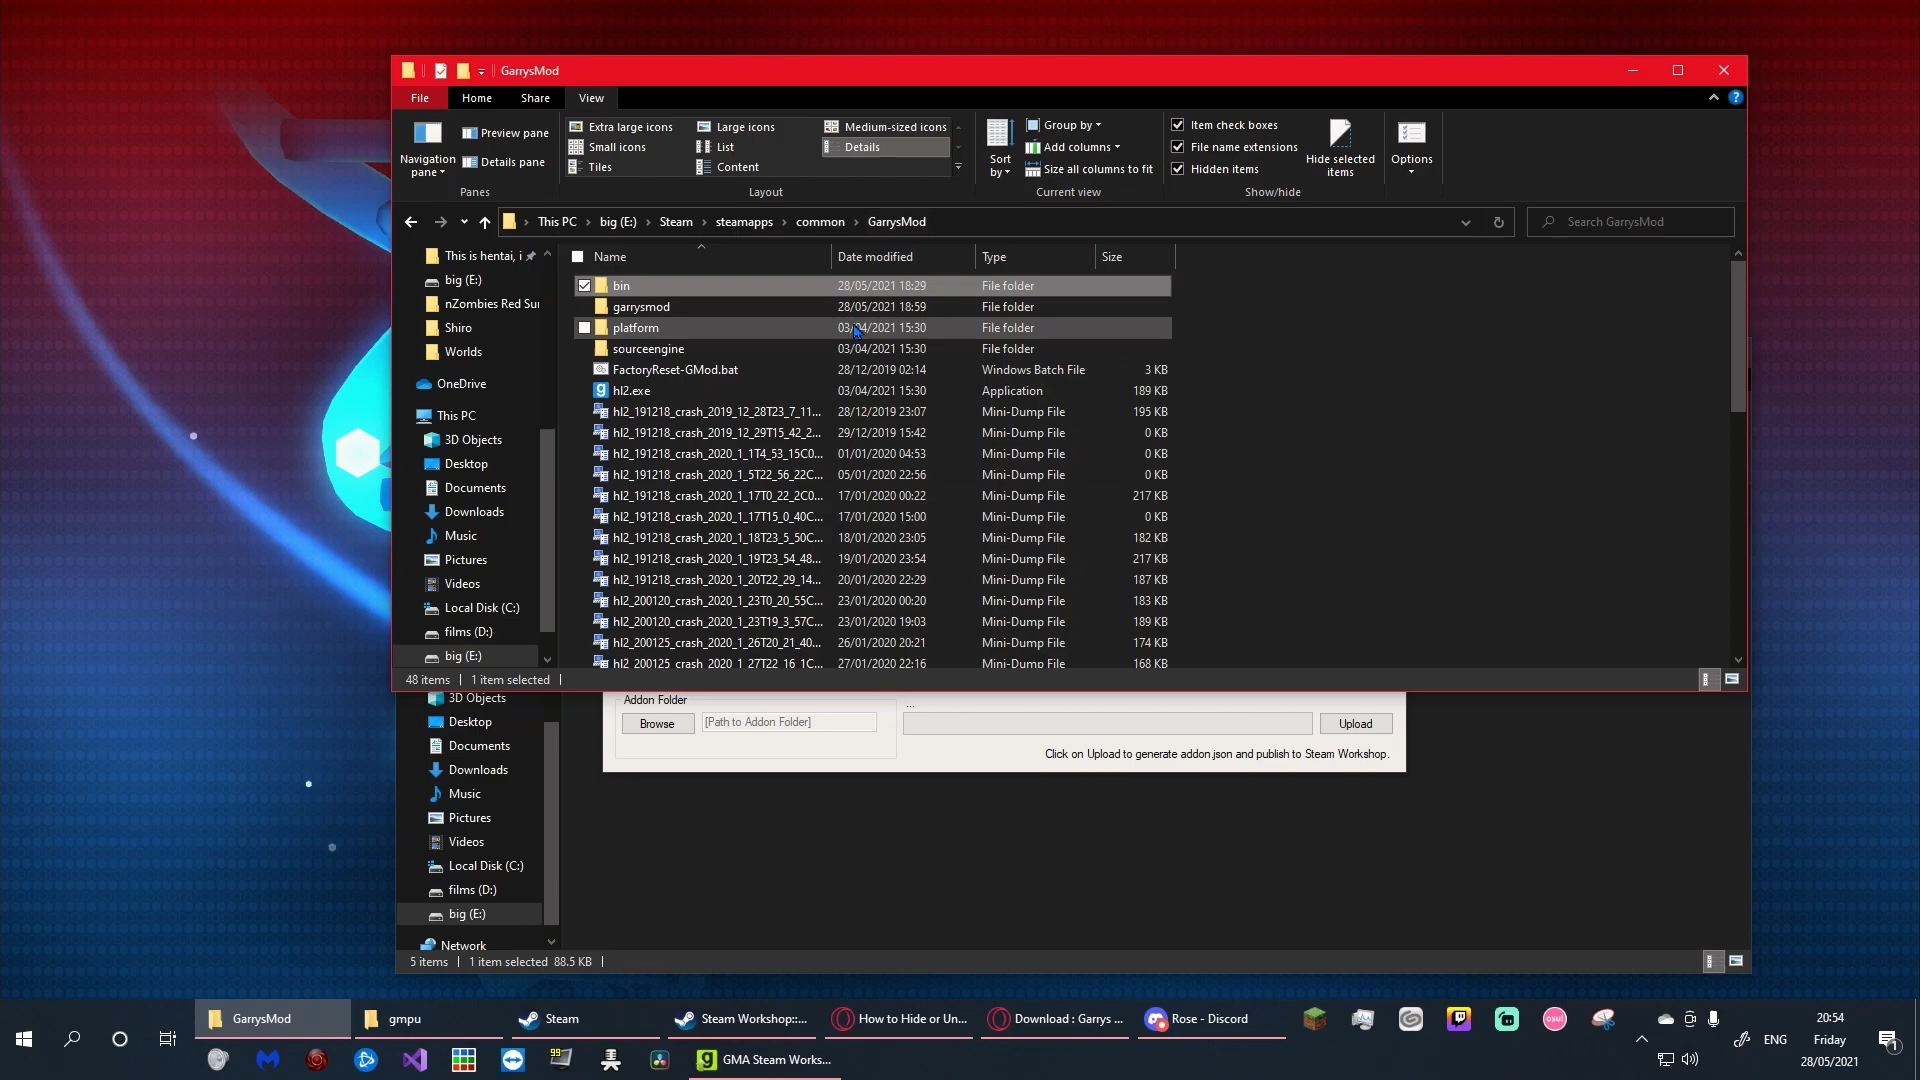 GarrysMod
File Home Share View
Navigation pane
Preview pane
Details pane
Panes
Extra large icons Large icons Medium-sized icons
Small icons List Details
Tiles Content
Layout
Sort by
Group by
Add columns
Size all columns to fit
Current view
Item check boxes
File name extensions
Hidden items
Hide selected items
Show/hide
Options
This PC big (E:) Steam steamapps common GarrysMod
Search GarrysMod
This is hentai, i
big (E:)
nZombies Red Sur
Shiro
Worlds
OneDrive
This PC
3D Objects
Desktop
Documents
Downloads
Music
Pictures
Videos
Local Disk (C:)
films (D:)
big (E:)
Name Date modified Type Size
bin 28/05/2021 18:29 File folder
garrysmod 28/05/2021 18:59 File folder
platform 03/04/2021 15:30 File folder
sourceengine 03/04/2021 15:30 File folder
FactoryReset-GMod.bat 28/12/2019 02:14 Windows Batch File 3 KB
hl2.exe 03/04/2021 15:30 Application 189 KB
hl2_191218_crash_2019_12_28T23_7_11... 28/12/2019 23:07 Mini-Dump File 195 KB
hl2_191218_crash_2019_12_29T15_42_2... 29/12/2019 15:42 Mini-Dump File 0 KB
hl2_191218_crash_2020_1_1T4_53_15C0... 01/01/2020 04:53 Mini-Dump File 0 KB
hl2_191218_crash_2020_1_5T22_56_22C... 05/01/2020 22:56 Mini-Dump File 0 KB
hl2_191218_crash_2020_1_17T0_22_2C0... 17/01/2020 00:22 Mini-Dump File 217 KB
hl2_191218_crash_2020_1_17T15_0_40C... 17/01/2020 15:00 Mini-Dump File 0 KB
hl2_191218_crash_2020_1_18T23_5_50C... 18/01/2020 23:05 Mini-Dump File 182 KB
hl2_191218_crash_2020_1_19T23_54_48... 19/01/2020 23:54 Mini-Dump File 217 KB
hl2_191218_crash_2020_1_20T22_29_14... 20/01/2020 22:29 Mini-Dump File 187 KB
hl2_200120_crash_2020_1_23T0_20_55C... 23/01/2020 00:20 Mini-Dump File 183 KB
hl2_200120_crash_2020_1_23T19_3_57C... 23/01/2020 19:03 Mini-Dump File 189 KB
hl2_200125_crash_2020_1_26T20_21_40... 26/01/2020 20:21 Mini-Dump File 174 KB
hl2_200125_crash_2020_1_27T22_16_1C... 27/01/2020 22:16 Mini-Dump File 168 KB
48 items 1 item selected
Addon Folder
Browse [Path to Addon Folder]
...
Upload
Click on Upload to generate addon.json and publish to Steam Workshop.
3D Objects
Desktop
Documents
Downloads
Music
Pictures
Videos
Local Disk (C:)
films (D:)
big (E:)
Network
5 items 1 item selected 88.5 KB
GarrysMod gmpu Steam Steam Workshop::... How to Hide or Un... Download : Garrys ... Rose - Discord
osu!
99
GMA Steam Works...
ENG
20:54
Friday
28/05/2021
1